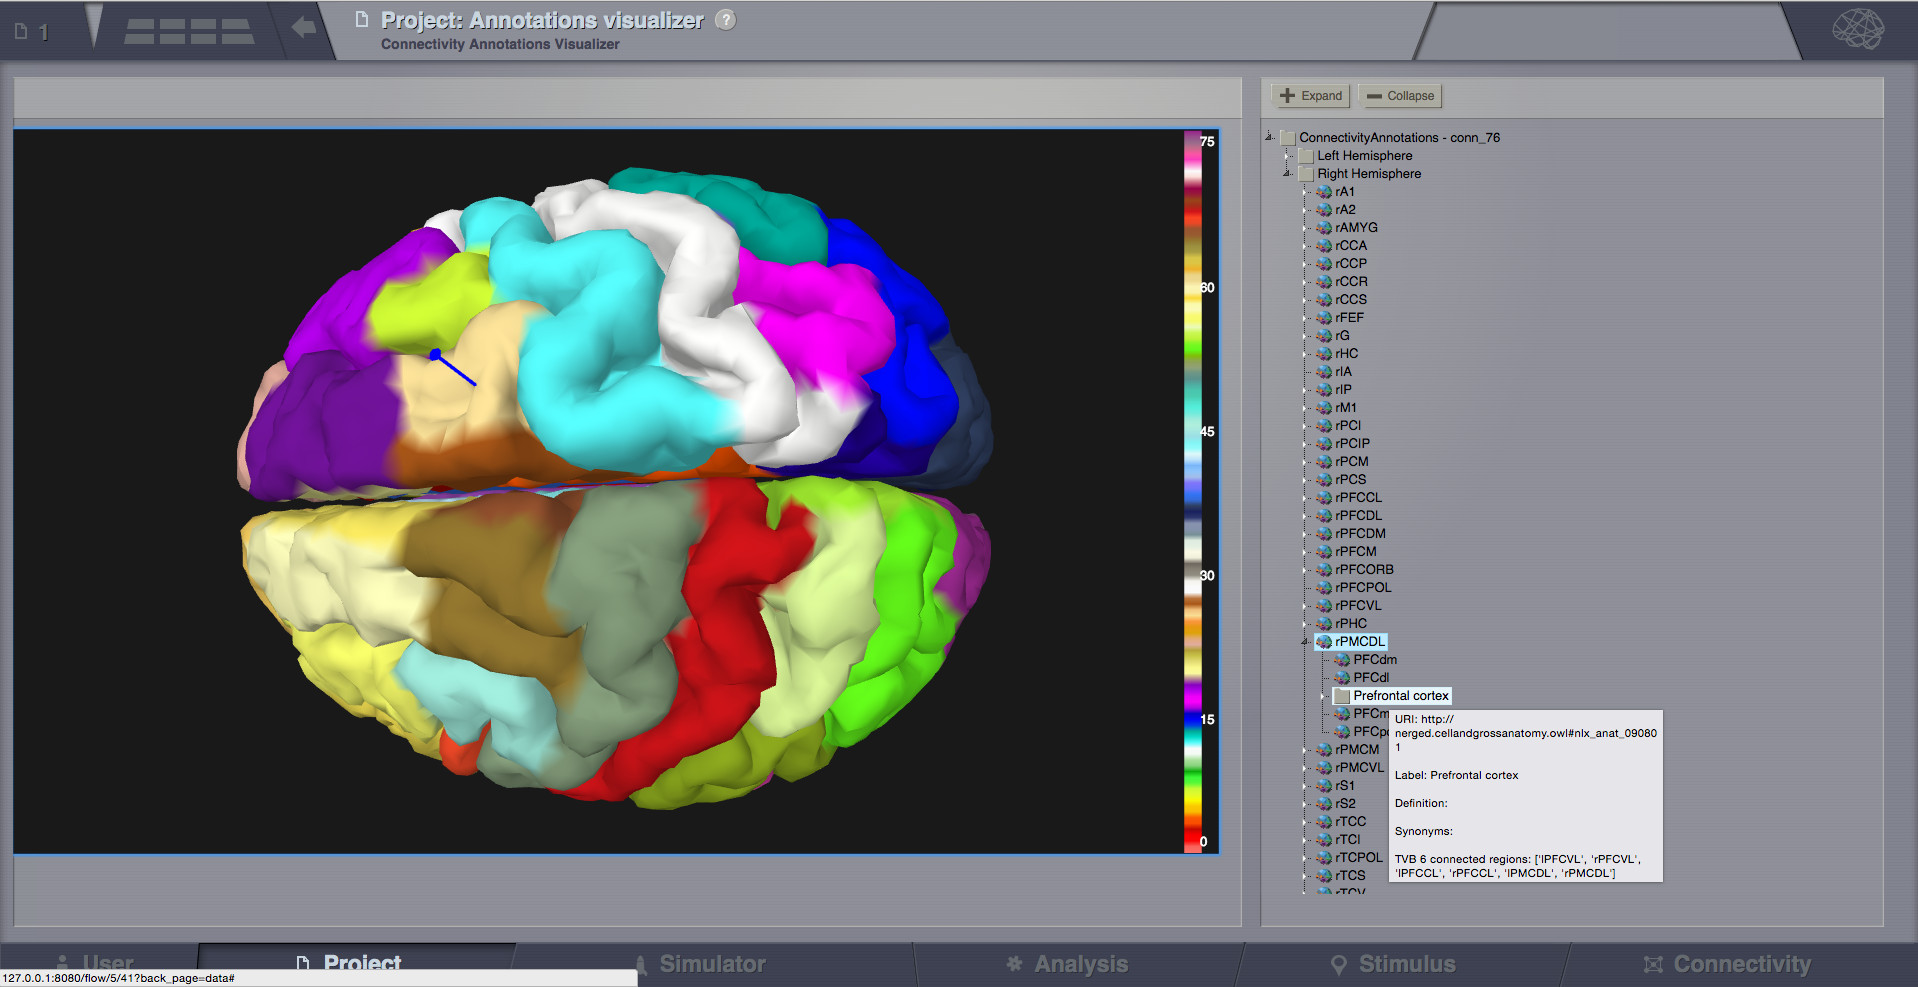 1
Project: Annotations visualizer ?
Connectivity Annotations Visualizer
75
60
45
30
15
0
Expand
Collapse
ConnectivityAnnotations - conn_76
Left Hemisphere
Right Hemisphere
rA1
rA2
rAMYG
rCCA
rCCP
rCCR
rCCS
rFEF
rG
rHC
rIA
rIP
rM1
rPCI
rPCIP
rPCM
rPCS
rPFCCL
rPFCDL
rPFCDM
rPFCM
rPFCORB
rPFCPOL
rPFCVL
rPHC
rPMCDL
PFCdm
PFCdl
Prefrontal cortex
PFCm
PFCp
rPMCM
rPMCVL
rS1
rS2
rTCC
rTCI
rTCPOL
rTCS
rTCV
URI: http://
nerged.cellandgrossanatomy.owl#nlx_anat_09080
1
Label: Prefrontal cortex
Definition:
Synonyms:
TVB 6 connected regions: ['lPFCVL', 'rPFCVL',
'lPFCCL', 'rPFCCL', 'lPMCDL', 'rPMCDL']
User
Project
Simulator
Analysis
Stimulus
Connectivity
127.0.0.1:8080/flow/5/41?back_page=data#